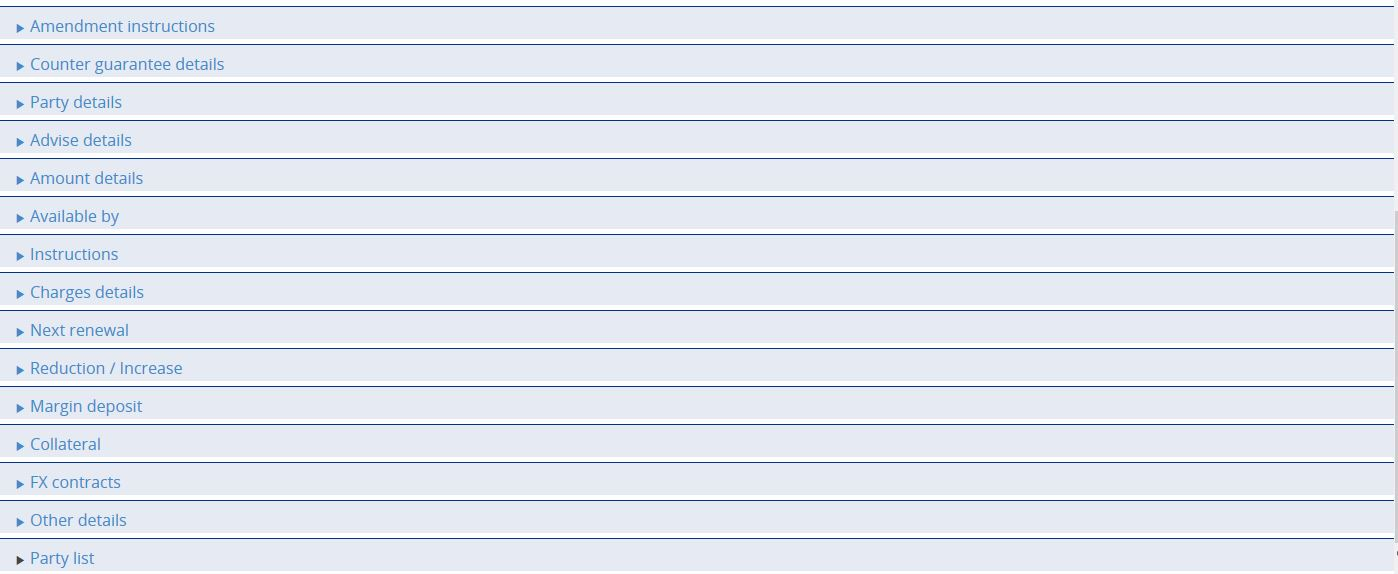 Amendment instructions
Counter guarantee details
Party details
Advise details
Amount details
Available by
Instructions
Charges details
Next renewal
Reduction / Increase
Margin deposit
Collateral
FX contracts
Other details
Party list